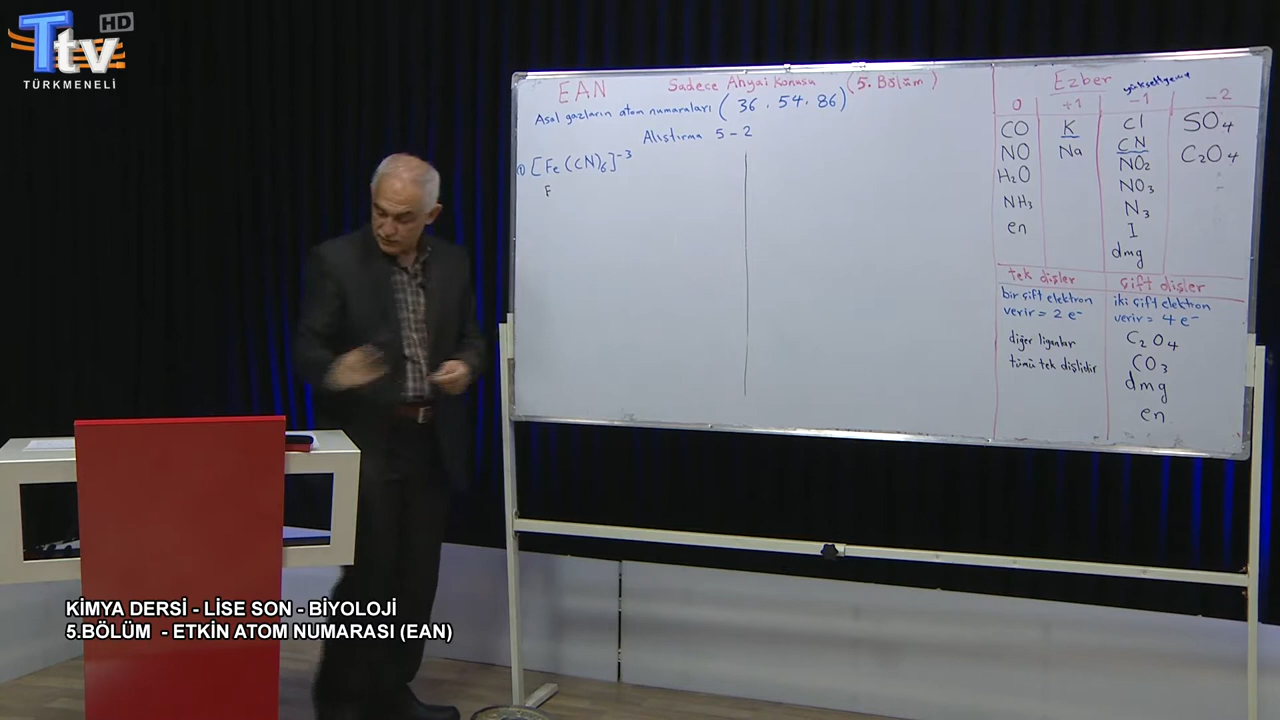 HD
Ttv
TÜRKMENELİ
EAN Sadece Ahyai Konusu (5. Bölüm)
Asal gazların atom numaraları (36 . 54 . 86)
Alıştırma 5-2
① [Fe(CN)6]-3
F
Ezber
0 +1 -1 -2
CO K Cl SO4
NO Na CN C2O4
H2O NO2
NH3 NO3
en N3
I
dmg
tek dişler çift dişler
bir çift elektron iki çift elektron
verir = 2 e- verir = 4 e-
diğer liganlar C2O4
tümü tek dişlidir CO3
dmg
en
KİMYA DERSİ - LİSE SON - BİYOLOJİ
5.BÖLÜM - ETKİN ATOM NUMARASI (EAN)